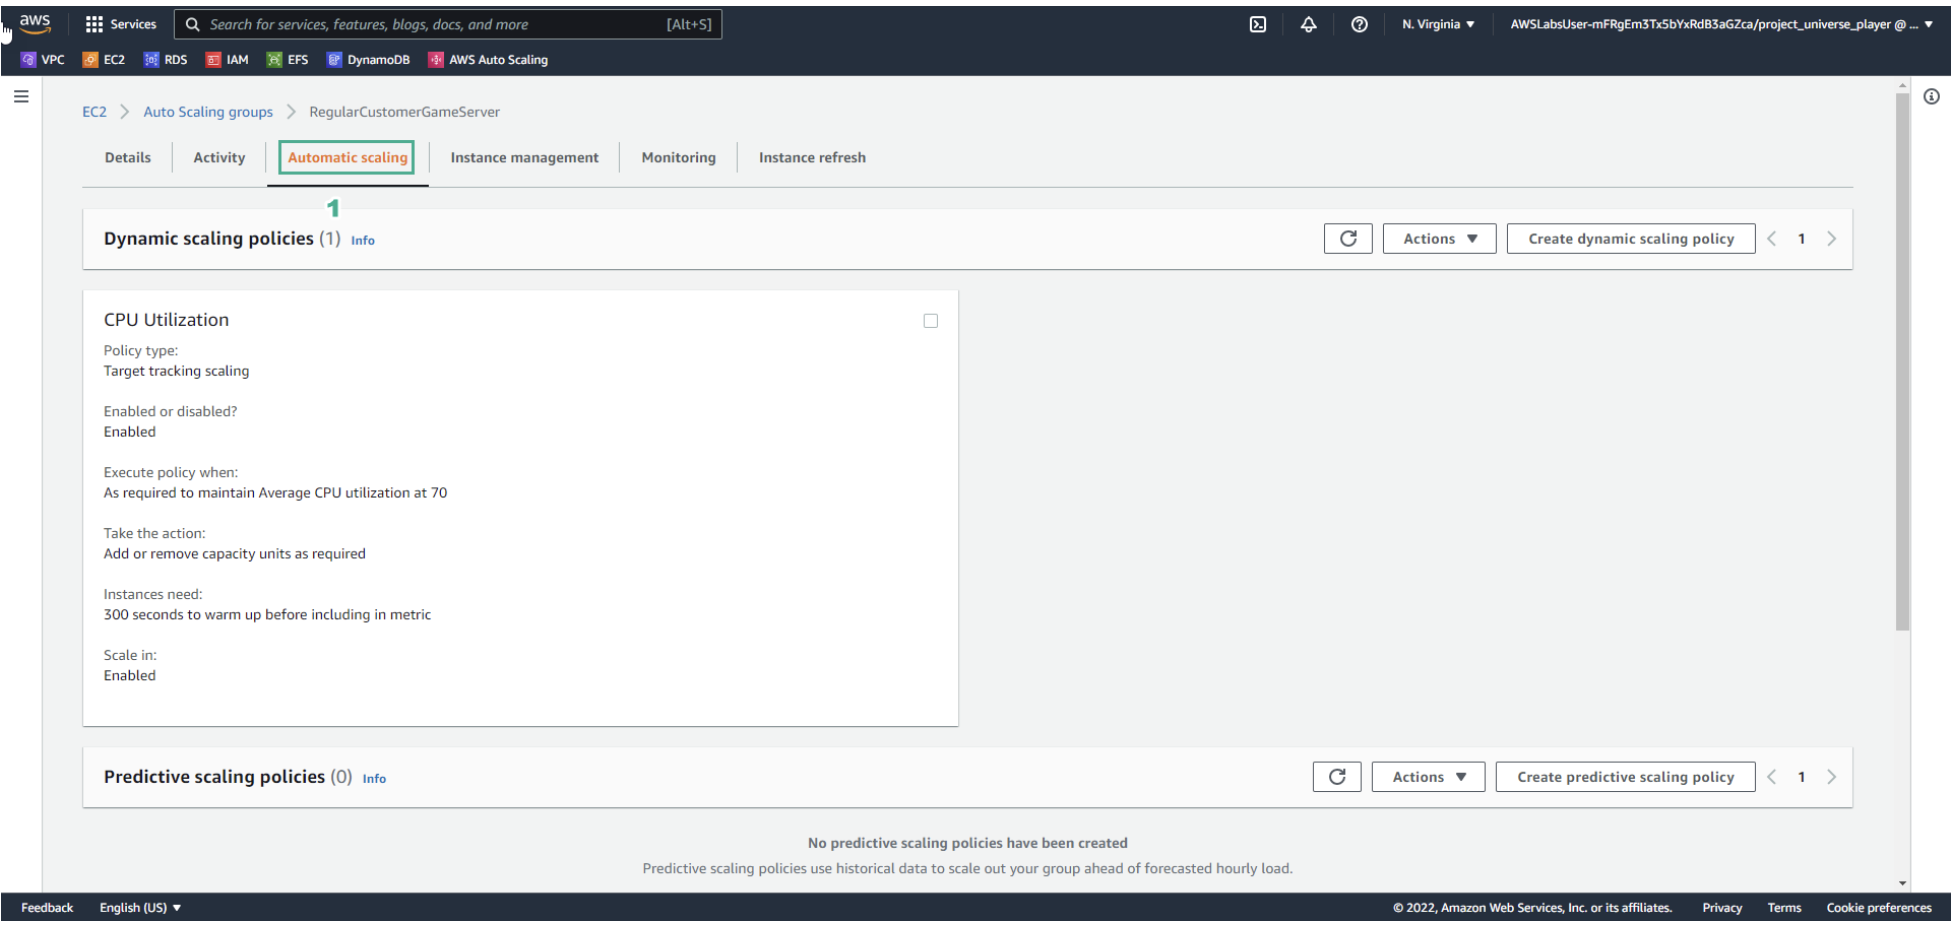 aws Services Search for services, features, blogs, docs, and more [Alt+S] N. Virginia ▼ AWSLabsUser-mFRgEm3Tx5bYxRdB3aGZca/project_universe_player @ ... ▼
VPC EC2 RDS IAM EFS DynamoDB AWS Auto Scaling
EC2 > Auto Scaling groups > RegularCustomerGameServer
Details Activity Automatic scaling Instance management Monitoring Instance refresh
1
Dynamic scaling policies (1) Info Actions ▼ Create dynamic scaling policy < 1 >
CPU Utilization
Policy type:
Target tracking scaling
Enabled or disabled?
Enabled
Execute policy when:
As required to maintain Average CPU utilization at 70
Take the action:
Add or remove capacity units as required
Instances need:
300 seconds to warm up before including in metric
Scale in:
Enabled
Predictive scaling policies (0) Info Actions ▼ Create predictive scaling policy < 1 >
No predictive scaling policies have been created
Predictive scaling policies use historical data to scale out your group ahead of forecasted hourly load.
Feedback English (US) ▼ © 2022, Amazon Web Services, Inc. or its affiliates. Privacy Terms Cookie preferences